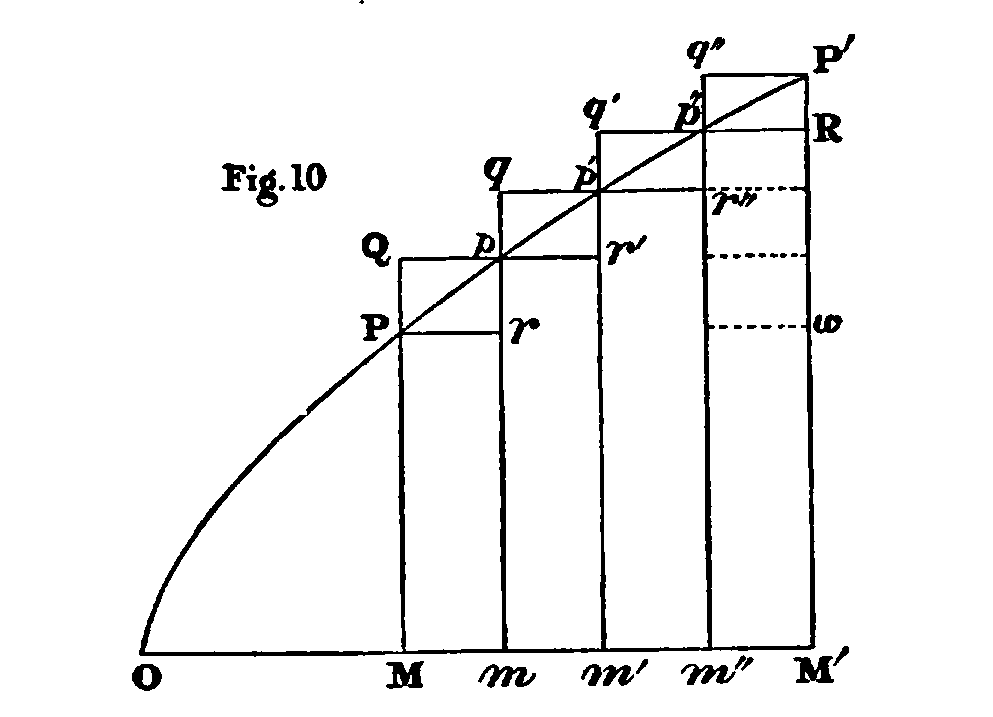 q″ P′
q′ p″ R
Fig. 10 q p′ r″
Q p r′
P r w
O M m m′ m″ M′